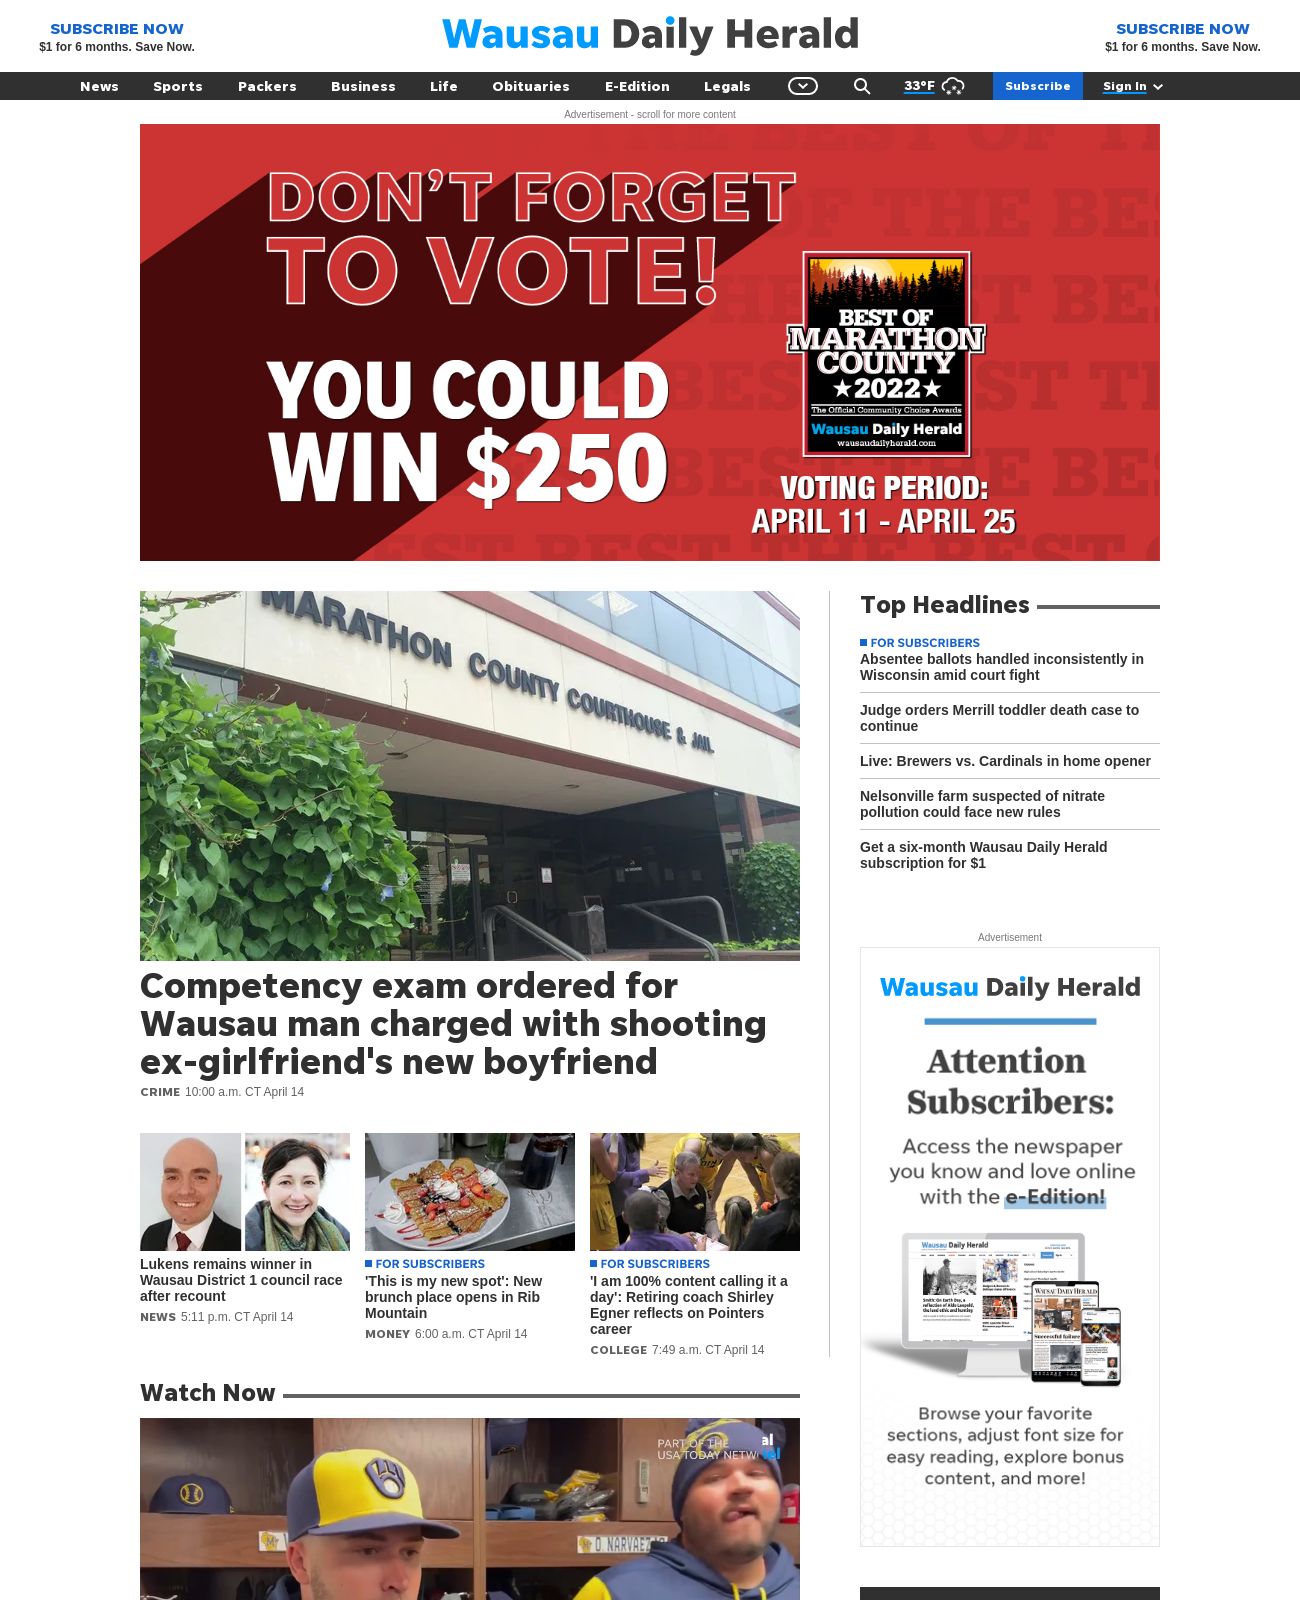 SUBSCRIBE NOW
$1 for 6 months. Save Now.
Wausau Daily Herald
SUBSCRIBE NOW
$1 for 6 months. Save Now.
News Sports Packers Business Life Obituaries E-Edition Legals 33°F Subscribe Sign In
Advertisement - scroll for more content
DON'T FORGET
TO VOTE!
YOU COULD
WIN $250
BEST OF
MARATHON
COUNTY
★2022★
The Official Community Choice Awards
Wausau Daily Herald
wausaudailyherald.com
VOTING PERIOD:
APRIL 11 - APRIL 25
MARATHON COUNTY COURTHOUSE & JAIL
Competency exam ordered for
Wausau man charged with shooting
ex-girlfriend's new boyfriend
CRIME 10:00 a.m. CT April 14
Lukens remains winner in
Wausau District 1 council race
after recount
NEWS 5:11 p.m. CT April 14
FOR SUBSCRIBERS
'This is my new spot': New
brunch place opens in Rib
Mountain
MONEY 6:00 a.m. CT April 14
FOR SUBSCRIBERS
'I am 100% content calling it a
day': Retiring coach Shirley
Egner reflects on Pointers
career
COLLEGE 7:49 a.m. CT April 14
Watch Now
PART OF THE
USA TODAY NETW
O. NARVAEZ
Top Headlines
FOR SUBSCRIBERS
Absentee ballots handled inconsistently in
Wisconsin amid court fight
Judge orders Merrill toddler death case to
continue
Live: Brewers vs. Cardinals in home opener
Nelsonville farm suspected of nitrate
pollution could face new rules
Get a six-month Wausau Daily Herald
subscription for $1
Advertisement
Wausau Daily Herald
Attention
Subscribers:
Access the newspaper
you know and love online
with the e-Edition!
Wausau Daily Herald
WAUSAU DAILY HERALD
Successful failure
Browse your favorite
sections, adjust font size for
easy reading, explore bonus
content, and more!